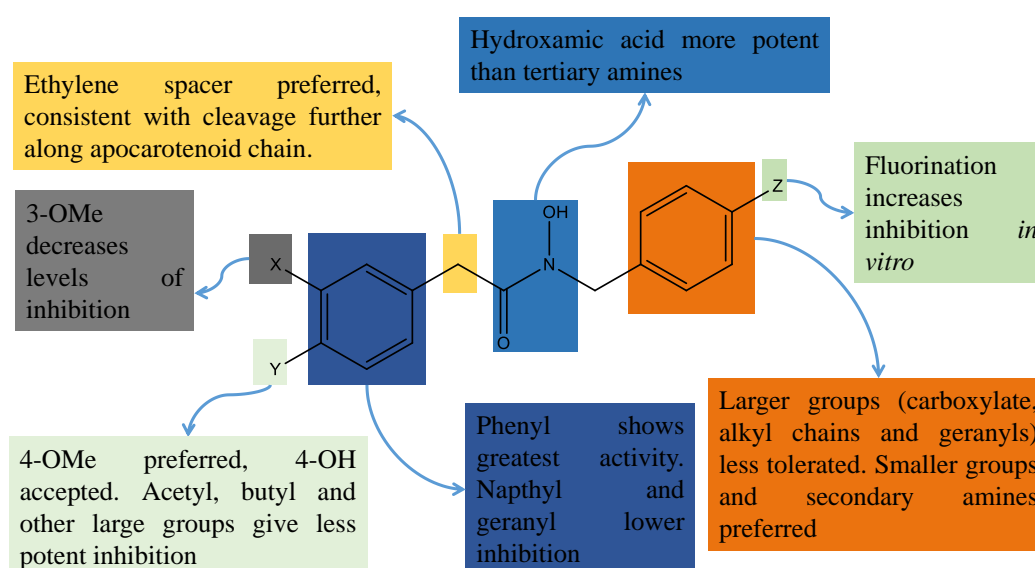 Hydroxamic acid more potent
than tertiary amines
Ethylene spacer preferred,
consistent with cleavage further
along apocarotenoid chain.
Fluorination
increases
inhibition in
vitro
3-OMe
decreases
levels of
inhibition
X
Y
OH
N
O
Z
4-OMe preferred, 4-OH
accepted. Acetyl, butyl and
other large groups give less
potent inhibition
Phenyl shows
greatest activity.
Napthyl and
geranyl lower
inhibition
Larger groups (carboxylate,
alkyl chains and geranyls)
less tolerated. Smaller groups
and secondary amines
preferred